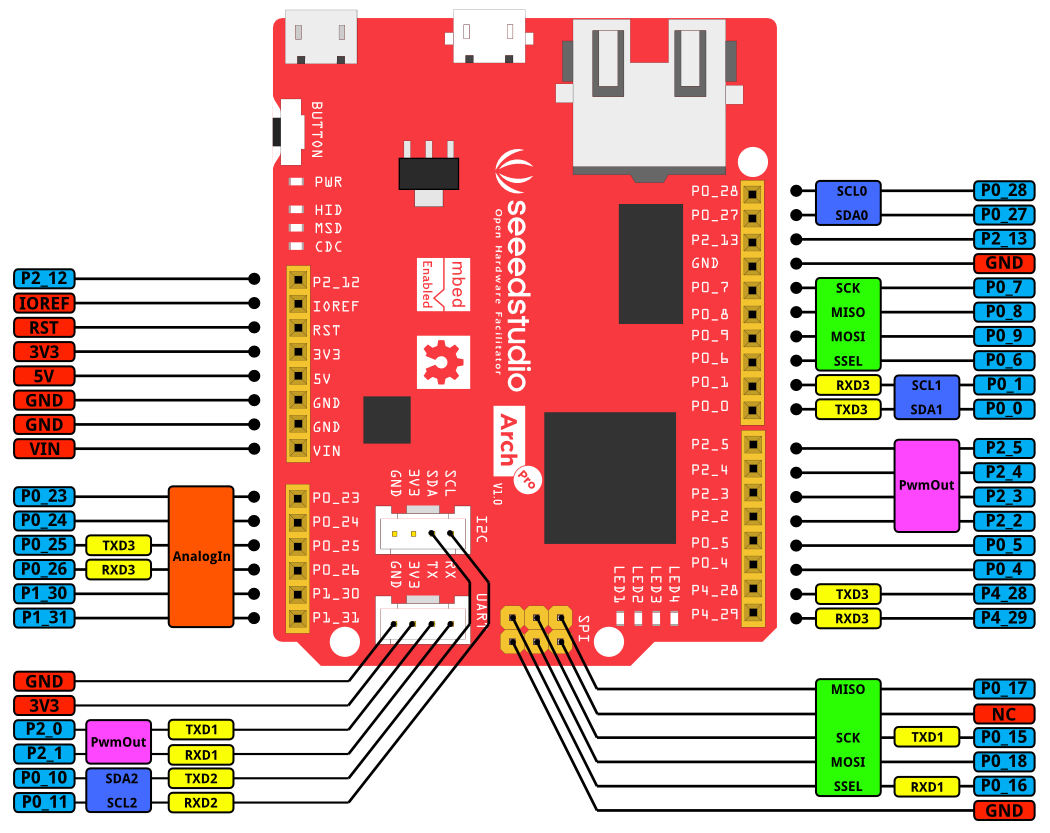 BUTTON
PWR
HID
MSD
CDC
seeedstudio
Open Hardware Facilitator
mbed
Enabled
Arch
Pro
V1.0
P2_12
IOREF
RST
3V3
5V
GND
GND
VIN
P2_12
IOREF
RST
3V3
5V
GND
GND
VIN
P0_23
P0_24
P0_25 TXD3
P0_26 RXD3
P1_30
P1_31
AnalogIn
P0_23
P0_24
P0_25
P0_26
P1_30
P1_31
GND 3V3 SDA SCL
I2C
GND 3V3 TX RX
UART
GND
3V3
P2_0 TXD1
P2_1 RXD1
PwmOut
P0_10 SDA2 TXD2
P0_11 SCL2 RXD2
P0_28
P0_27
P2_13
GND
P0_7
P0_8
P0_9
P0_6
P0_1
P0_0
P2_5
P2_4
P2_3
P2_2
P0_5
P0_4
P4_28
P4_29
LED1
LED2
LED3
LED4
SPI
SCL0 P0_28
SDA0 P0_27
P2_13
GND
SCK P0_7
MISO P0_8
MOSI P0_9
SSEL P0_6
RXD3 SCL1 P0_1
TXD3 SDA1 P0_0
P2_5
P2_4
PwmOut
P2_3
P2_2
P0_5
P0_4
TXD3 P4_28
RXD3 P4_29
MISO P0_17
NC
SCK TXD1 P0_15
MOSI P0_18
SSEL RXD1 P0_16
GND